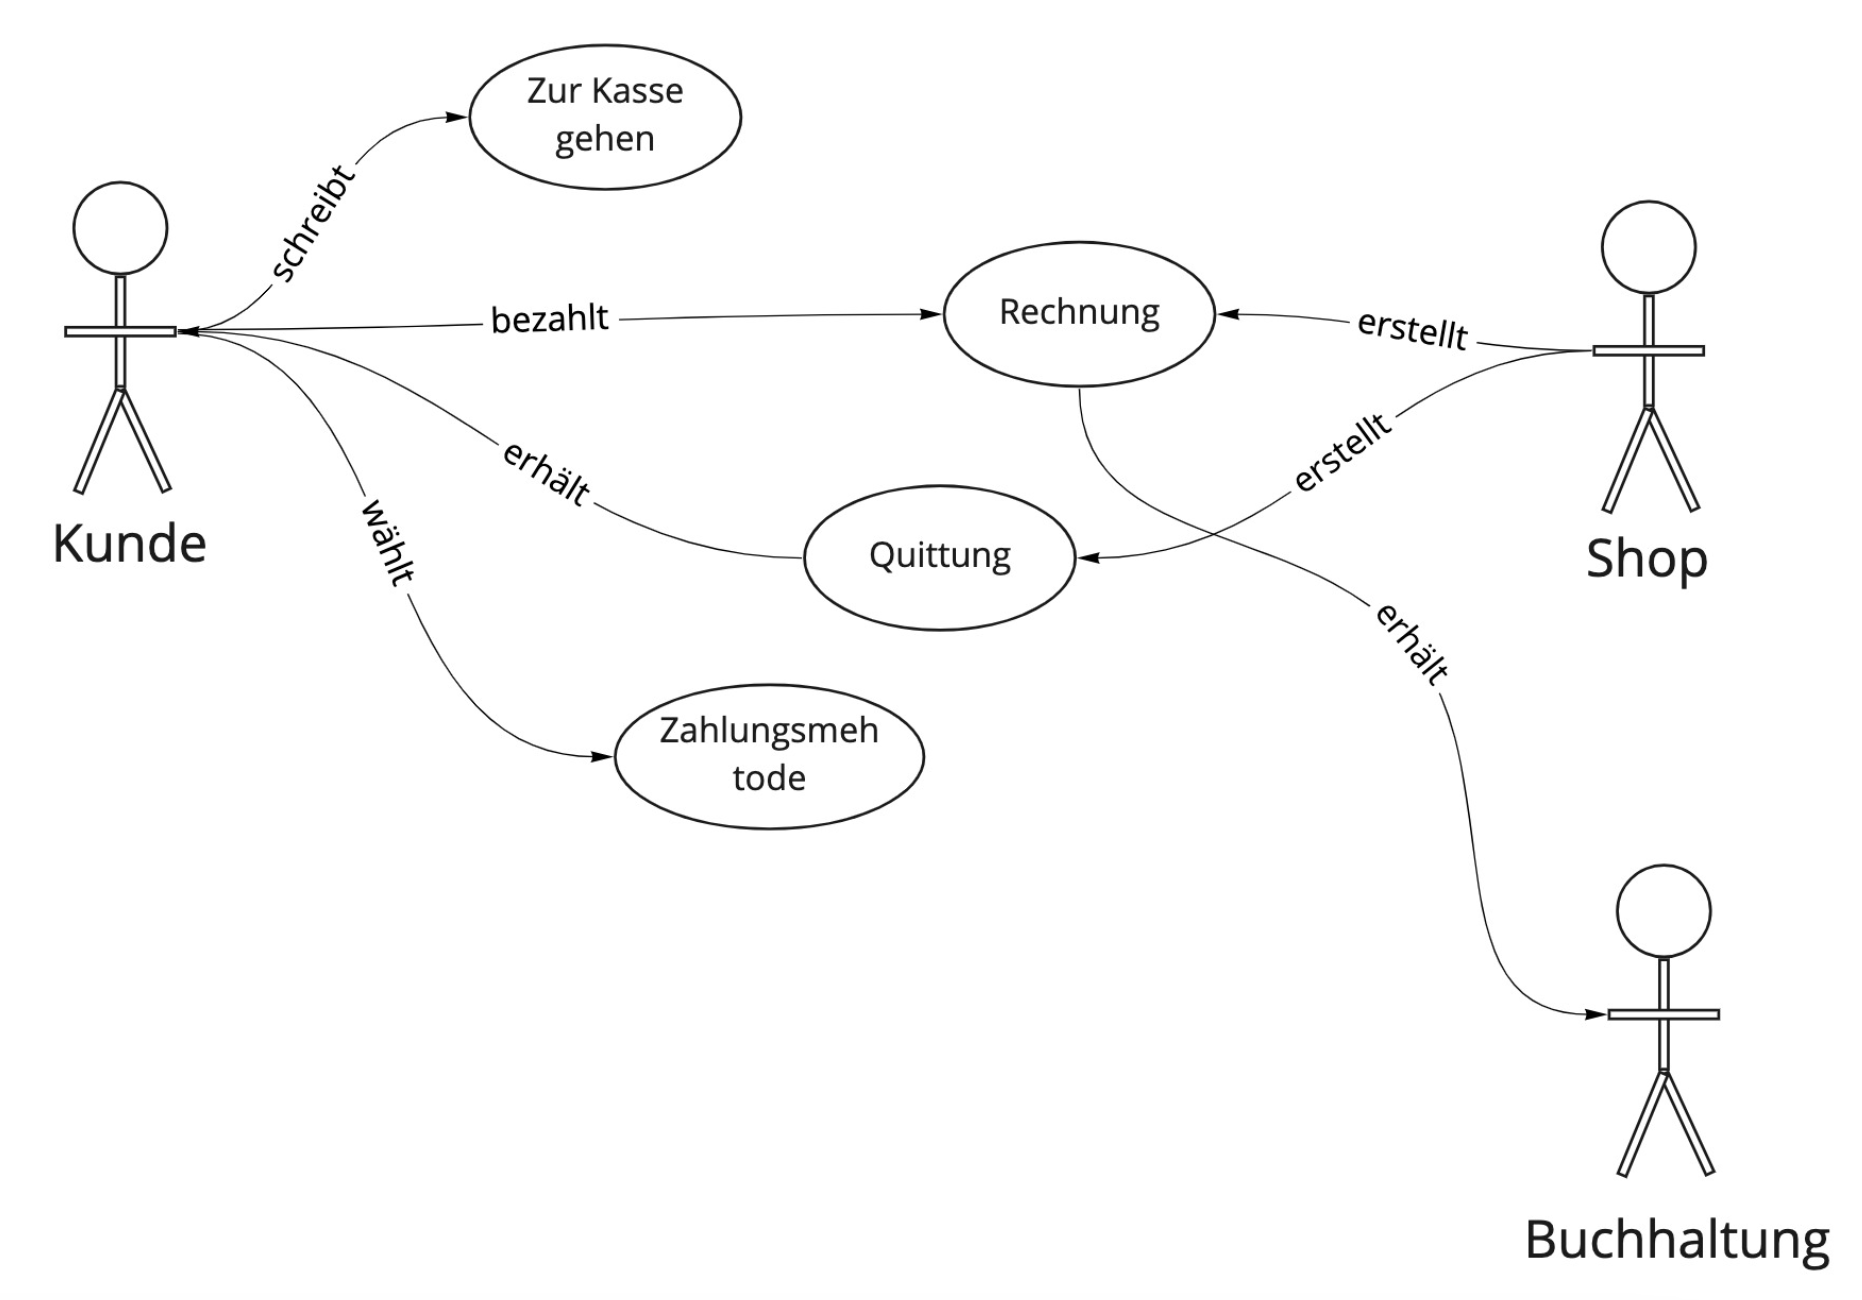 Zur Kasse
gehen
schreibt
bezahlt
Rechnung
erstellt
erstellt
erhält
Quittung
Kunde
wählt
Shop
erhält
Zahlungsmeh
tode
Buchhaltung